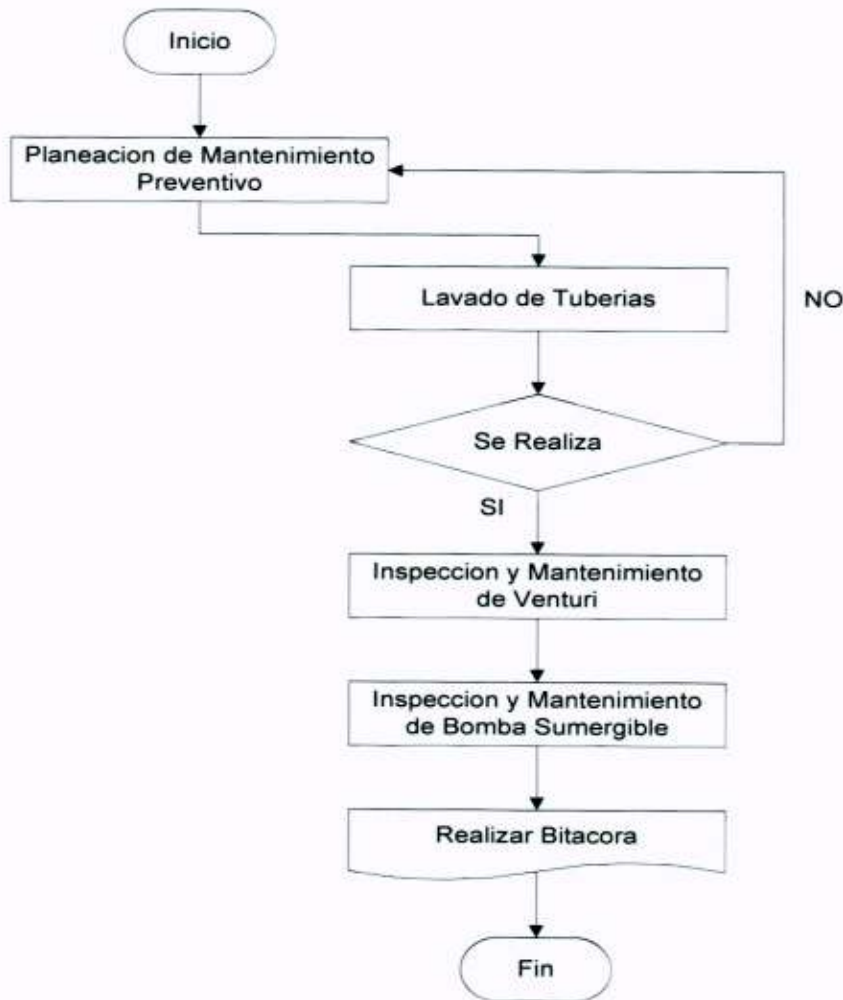 Inicio
Planeacion de Mantenimiento
Preventivo
Lavado de Tuberias
NO
Se Realiza
SI
Inspeccion y Mantenimiento
de Venturi
Inspeccion y Mantenimiento
de Bomba Sumergible
Realizar Bitacora
Fin